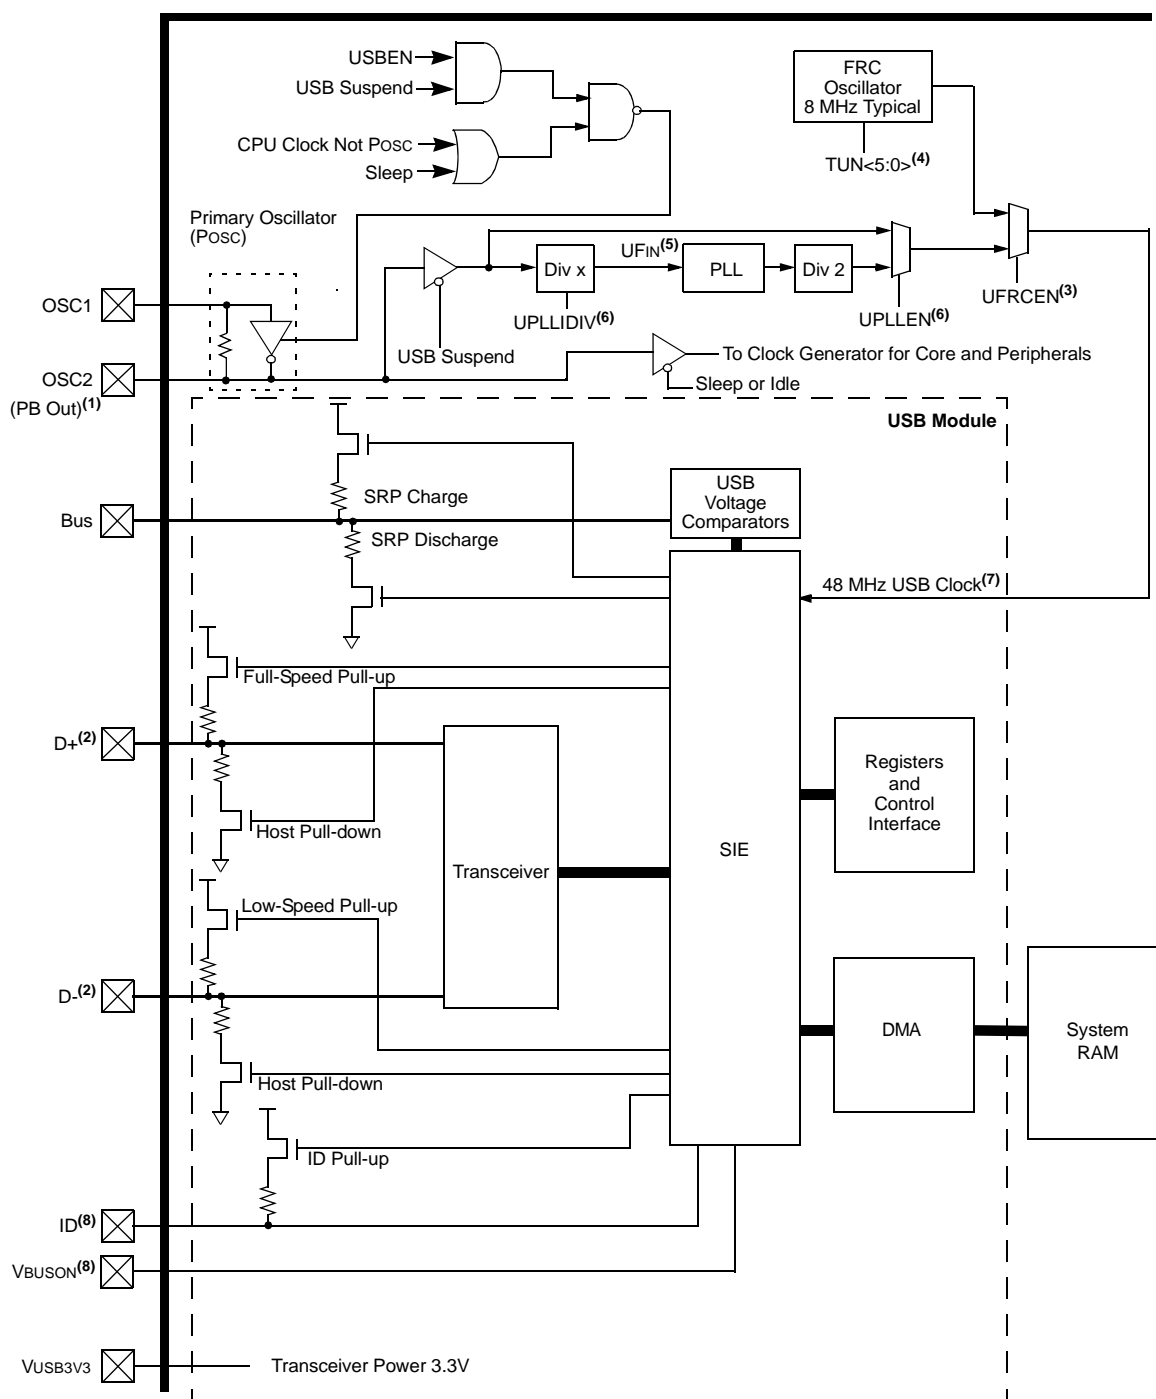 USBEN
USB Suspend
CPU Clock Not POSC
Sleep
FRC
Oscillator
8 MHz Typical
TUN<5:0>(4)
Primary Oscillator
(POSC)
UFIN(5)
Div x
PLL
Div 2
UFRCEN(3)
OSC1
UPLLIDIV(6)
UPLLEN(6)
USB Suspend
To Clock Generator for Core and Peripherals
OSC2
(PB Out)(1)
Sleep or Idle
USB Module
USB
Voltage
Comparators
SRP Charge
Bus
SRP Discharge
48 MHz USB Clock(7)
Full-Speed Pull-up
D+(2)
Registers
and
Control
Interface
Host Pull-down
SIE
Transceiver
Low-Speed Pull-up
D-(2)
DMA
System
RAM
Host Pull-down
ID Pull-up
ID(8)
VBUSON(8)
VUSB3V3
Transceiver Power 3.3V